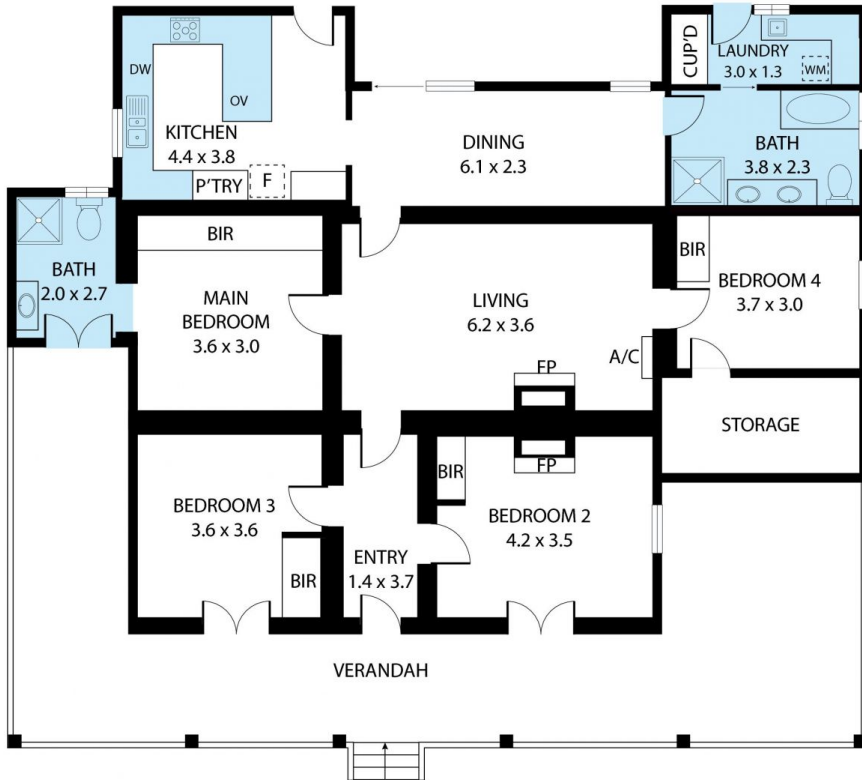 DW
OV
KITCHEN
4.4 x 3.8
P'TRY
F
DINING
6.1 x 2.3
CUP'D
LAUNDRY
3.0 x 1.3
WM
BATH
3.8 x 2.3
BATH
2.0 x 2.7
BIR
MAIN
BEDROOM
3.6 x 3.0
LIVING
6.2 x 3.6
FP
A/C
BIR
BEDROOM 4
3.7 x 3.0
STORAGE
BEDROOM 3
3.6 x 3.6
BIR
ENTRY
1.4 x 3.7
BIR
FP
BEDROOM 2
4.2 x 3.5
VERANDAH